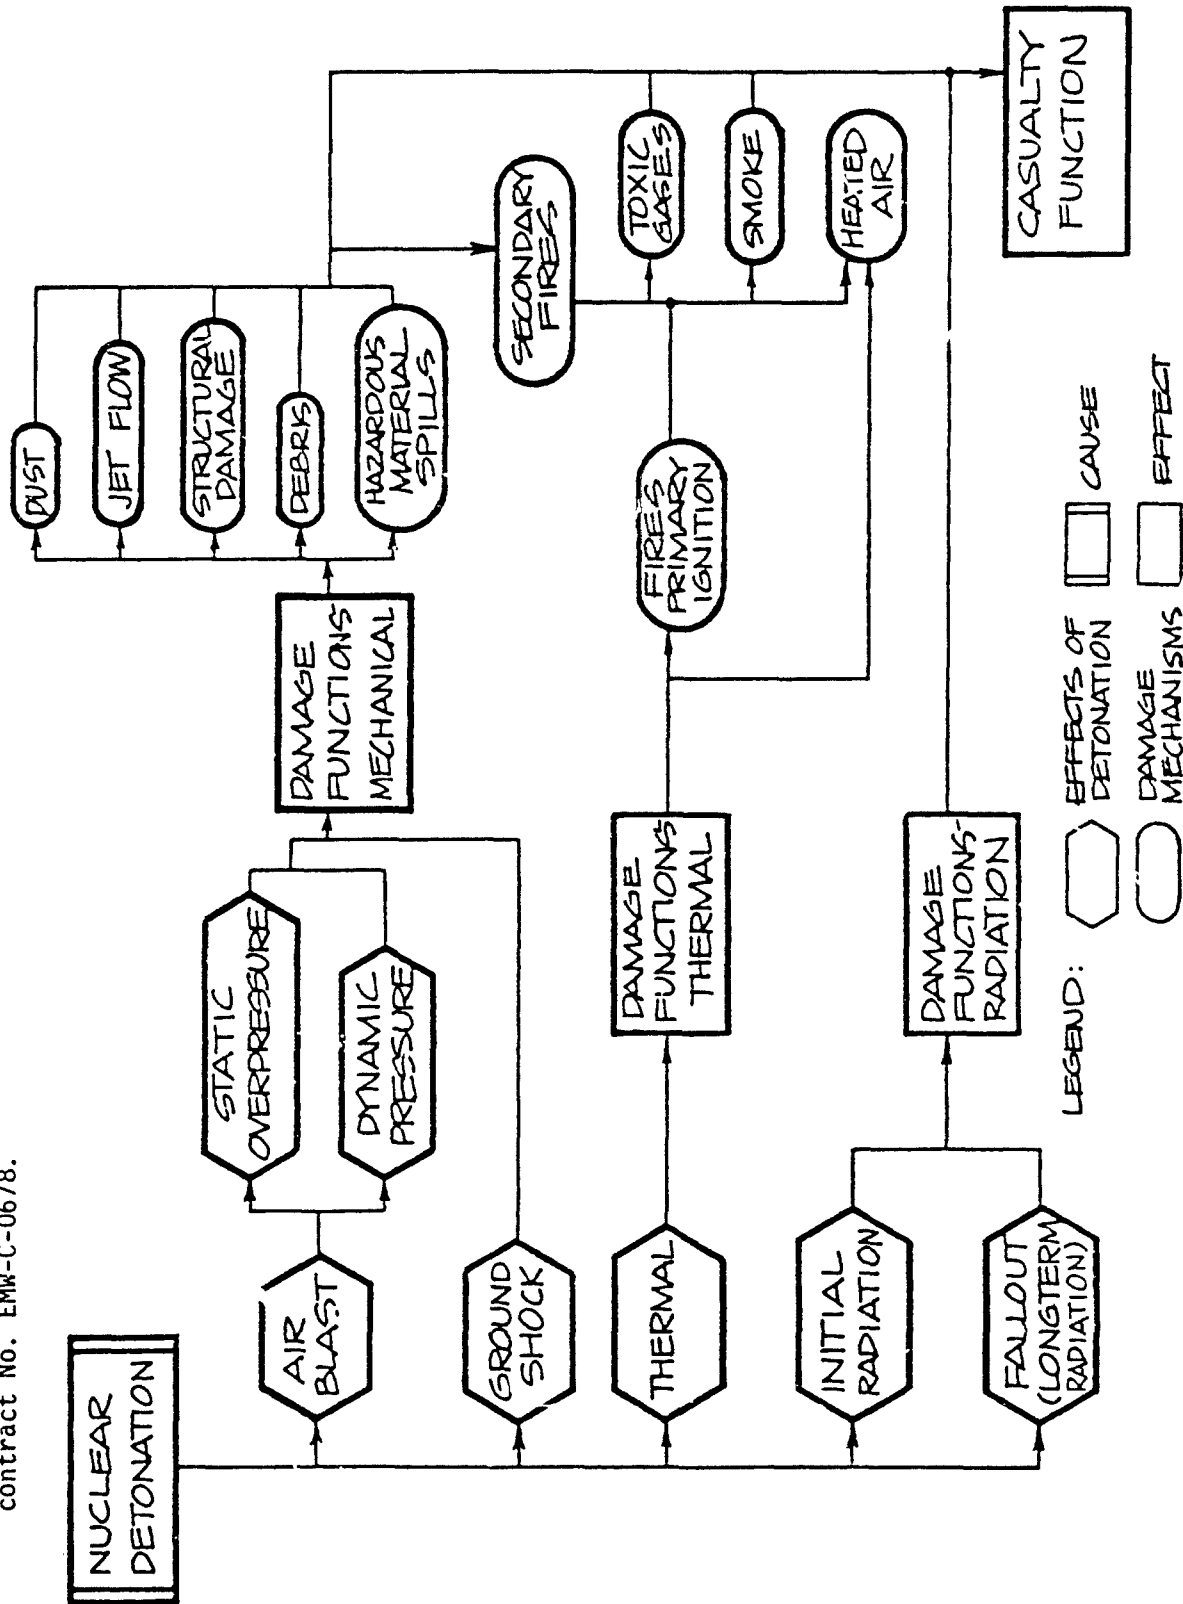 contract No. EMW-C-0678.
NUCLEAR
DETONATION
AIR
BLAST
GROUND
SHOCK
THERMAL
INITIAL
RADIATION
FALLOUT
(LONGTERM
RADIATION)
STATIC
OVERPRESSURE
DYNAMIC
PRESSURE
DAMAGE
FUNCTIONS-
MECHANICAL
DAMAGE
FUNCTIONS-
THERMAL
DAMAGE
FUNCTIONS-
RADIATION
DUST
JET FLOW
STRUCTURAL
DAMAGE
DEBRIS
HAZARDOUS
MATERIAL
SPILLS
FIRES
PRIMARY
IGNITION
SECONDARY
FIRES
TOXIC
GASES
SMOKE
HEATED
AIR
CASUALTY
FUNCTION
LEGEND:
EFFECTS OF
DETONATION
CAUSE
DAMAGE
MECHANISMS
EFFECT